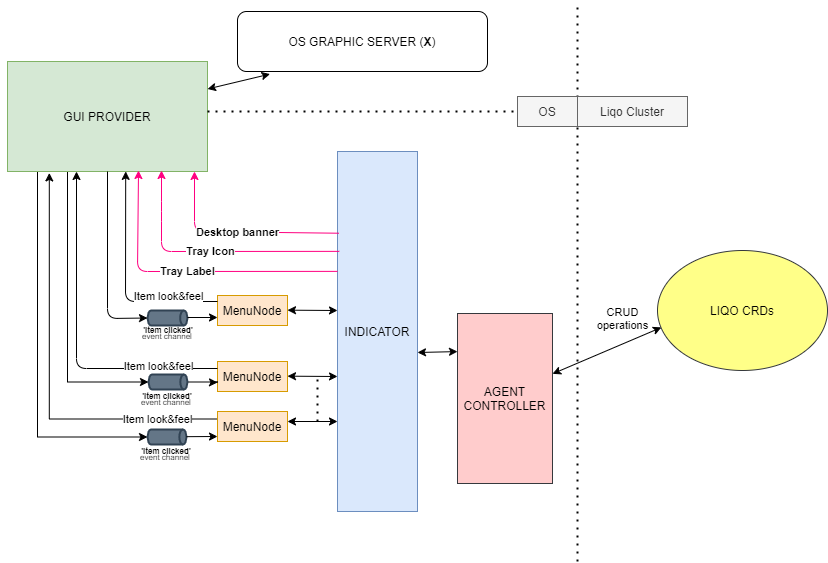 OS GRAPHIC SERVER (X)
GUI PROVIDER
OS
Liqo Cluster
Desktop banner
Tray Icon
Tray Label
Item look&feel
MenuNode
'Item clicked'
event channel
INDICATOR
CRUD
operations
LIQO CRDs
Item look&feel
MenuNode
'Item clicked'
event channel
AGENT
CONTROLLER
Item look&feel
MenuNode
'Item clicked'
event channel